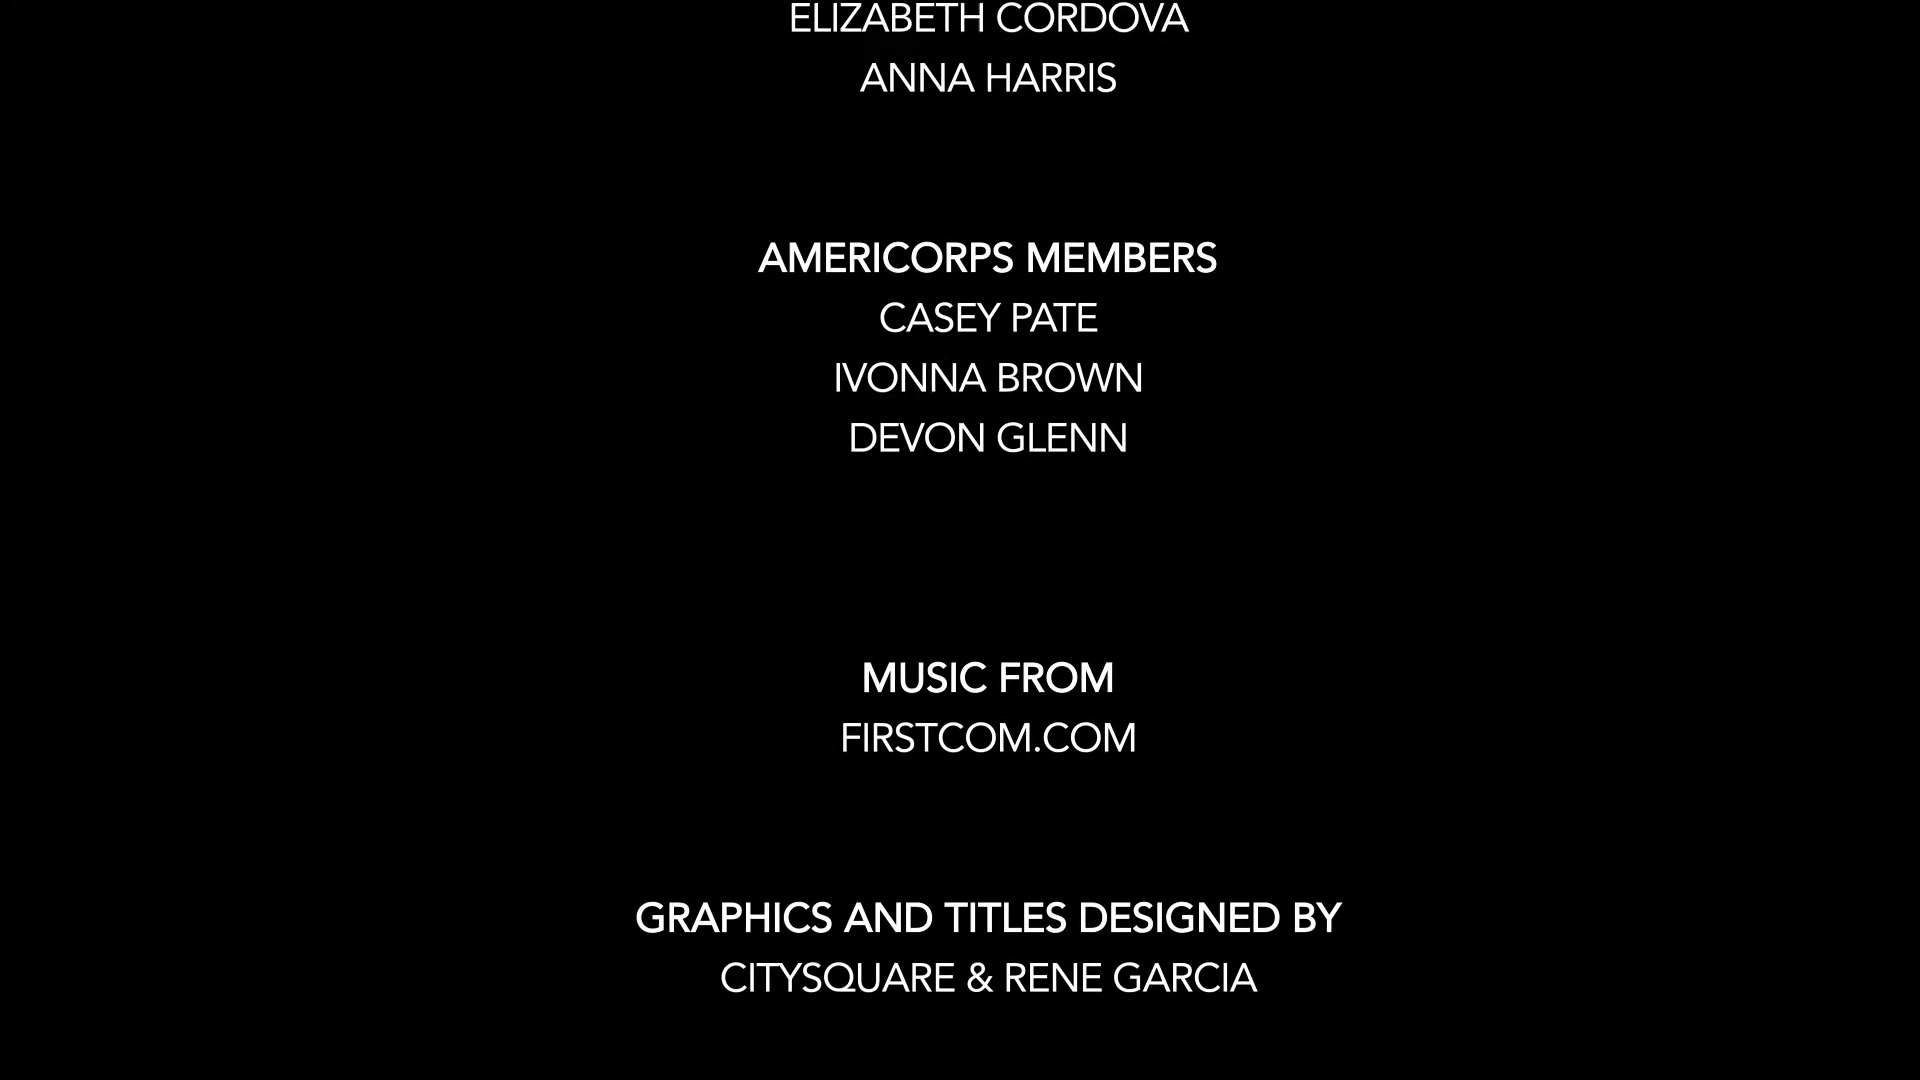 ELIZABETH CORDOVA
ANNA HARRIS
AMERICORPS MEMBERS
CASEY PATE
IVONNA BROWN
DEVON GLENN
MUSIC FROM
FIRSTCOM.COM
GRAPHICS AND TITLES DESIGNED BY
CITYSQUARE & RENE GARCIA